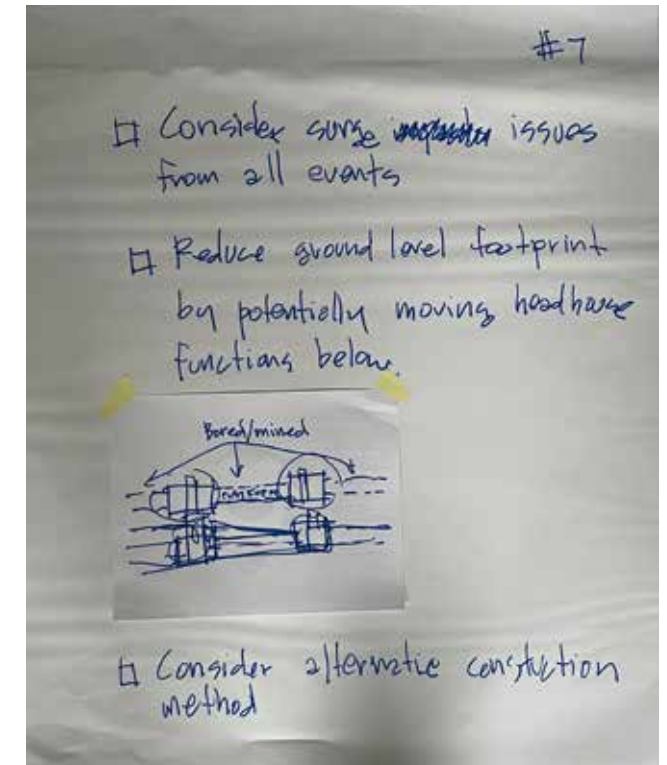 #7
Consider surge issues
from all events
Reduce ground level footprint
by potentially moving headhouse
functions below.
Bored/mined
Consider alternative constuction
method